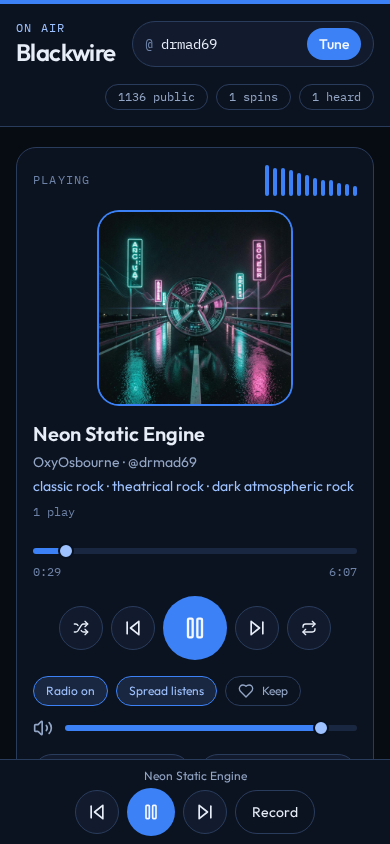 ON AIR
Blackwire
@ drmad69
Tune
1136 public
1 spins
1 heard
PLAYING
Neon Static Engine
OxyOsbourne · @drmad69
classic rock · theatrical rock · dark atmospheric rock
1 play
0:29
6:07
Radio on
Spread listens
Keep
Neon Static Engine
Record